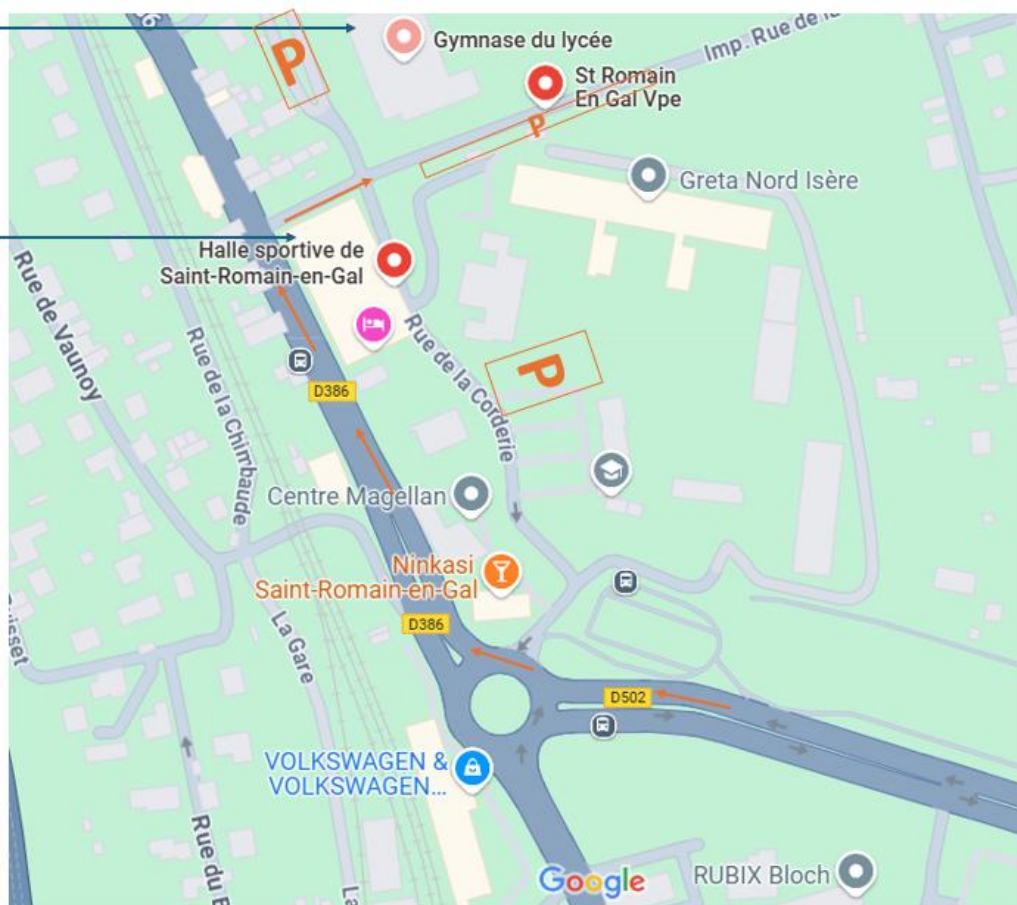 P
Gymnase du lycée
Imp. Rue de la
St Romain
En Gal Vpe
P
Greta Nord Isère
Halle sportive de
Saint-Romain-en-Gal
Rue de Vaunoy
Rue de la Chimbaude
D386
Rue de la Corderie
P
Centre Magellan
Ninkasi
Saint-Romain-en-Gal
D386
La Gare
D502
VOLKSWAGEN &
VOLKSWAGEN...
Rue du
Google
RUBIX Bloch